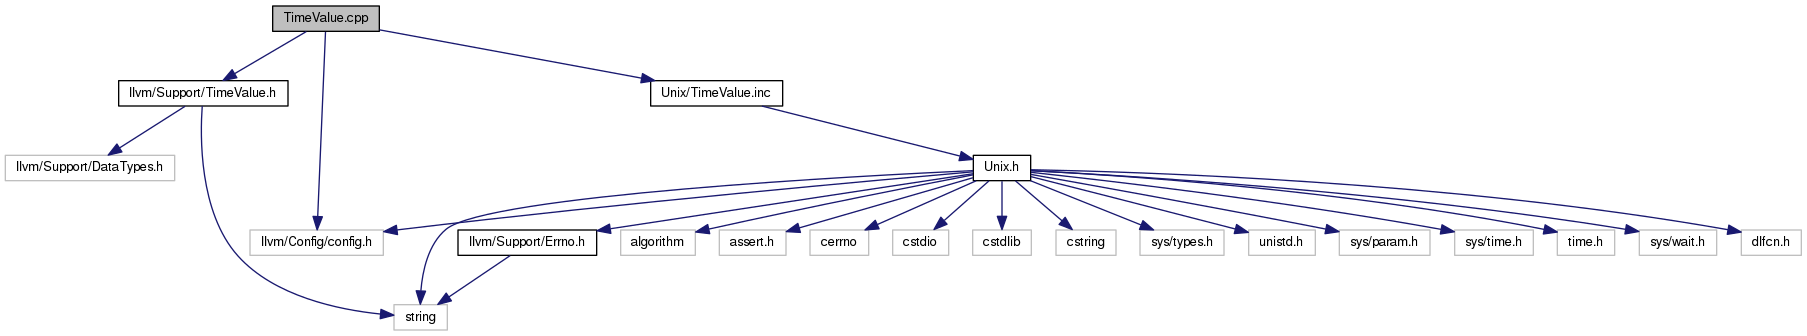 TimeValue.cpp
llvm/Support/TimeValue.h
Unix/TimeValue.inc
llvm/Support/DataTypes.h
Unix.h
llvm/Config/config.h
llvm/Support/Errno.h
algorithm
assert.h
cerrno
cstdio
cstdlib
cstring
sys/types.h
unistd.h
sys/param.h
sys/time.h
time.h
sys/wait.h
dlfcn.h
string